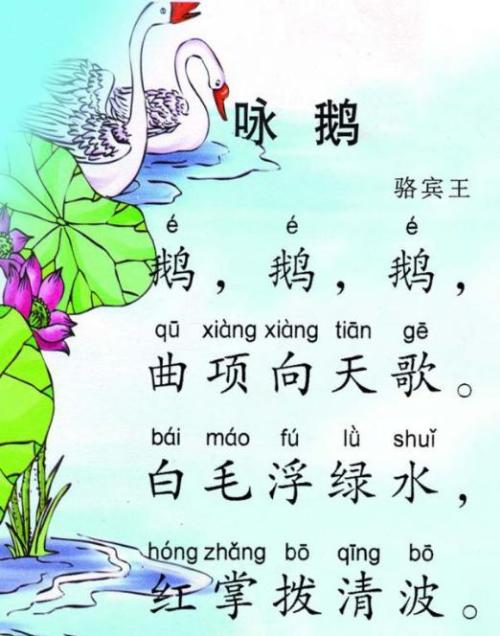 咏 鹅
骆宾王
é é é
鹅，鹅，鹅，
qū xiàng xiàng tiān gē
曲项向天歌。
bái máo fú lǜ shuǐ
白毛浮绿水，
hóng zhǎng bō qīng bō
红掌拨清波。